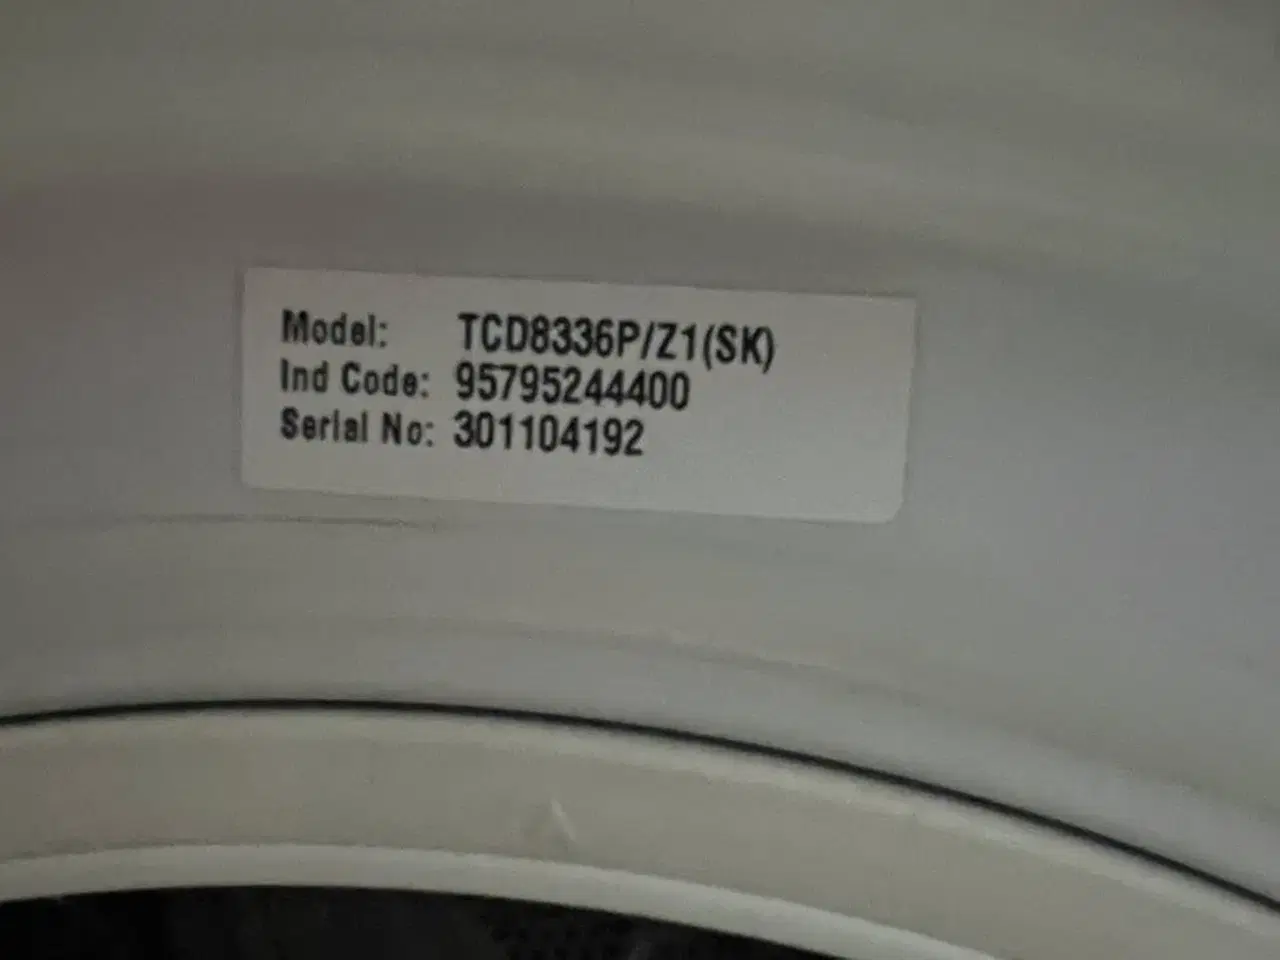 Model: TCD8336P/Z1(SK)
Ind Code: 95795244400
Serial No: 301104192